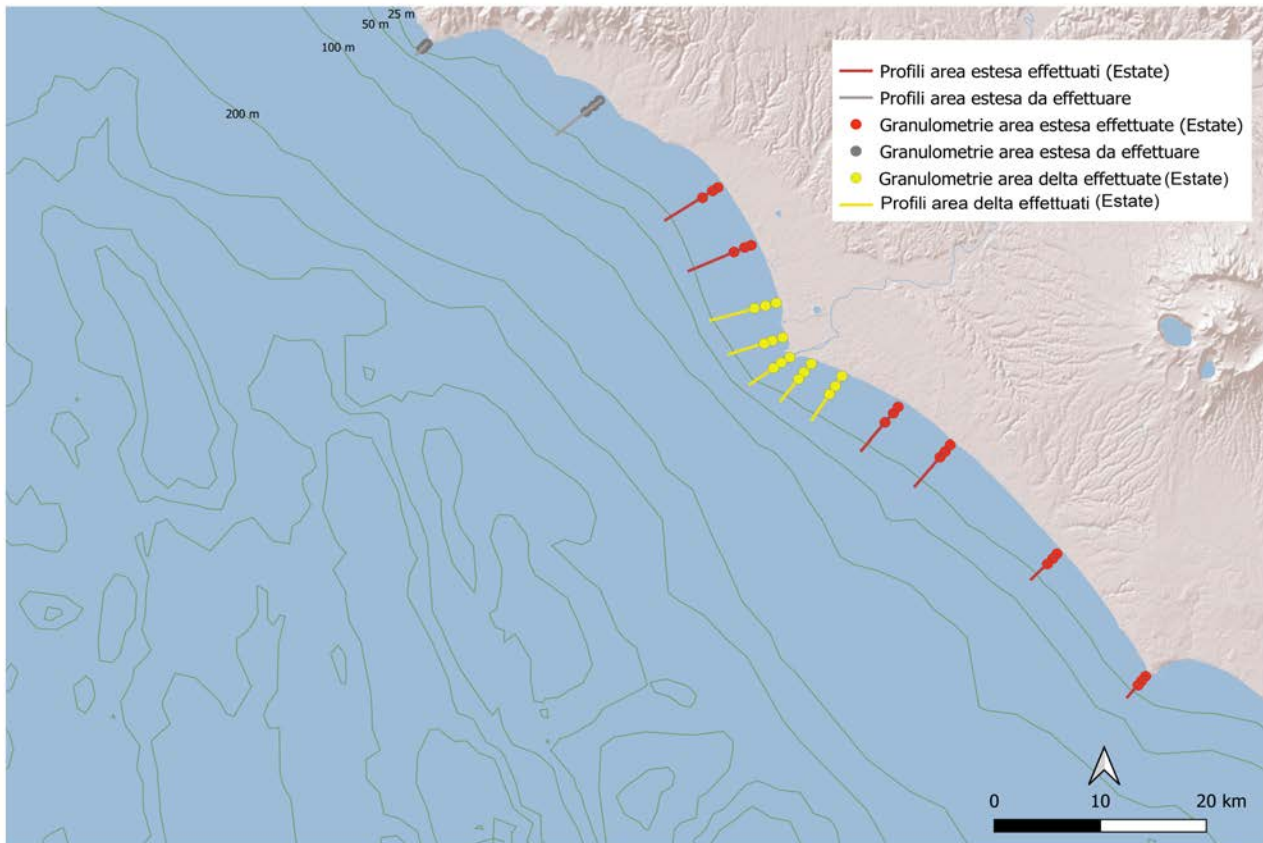 25 m
50 m
100 m
200 m
Profili area estesa effettuati (Estate)
Profili area estesa da effettuare
Granulometrie area estesa effettuate (Estate)
Granulometrie area estesa da effettuare
Granulometrie area delta effettuate (Estate)
Profili area delta effettuati (Estate)
0 10 20 km